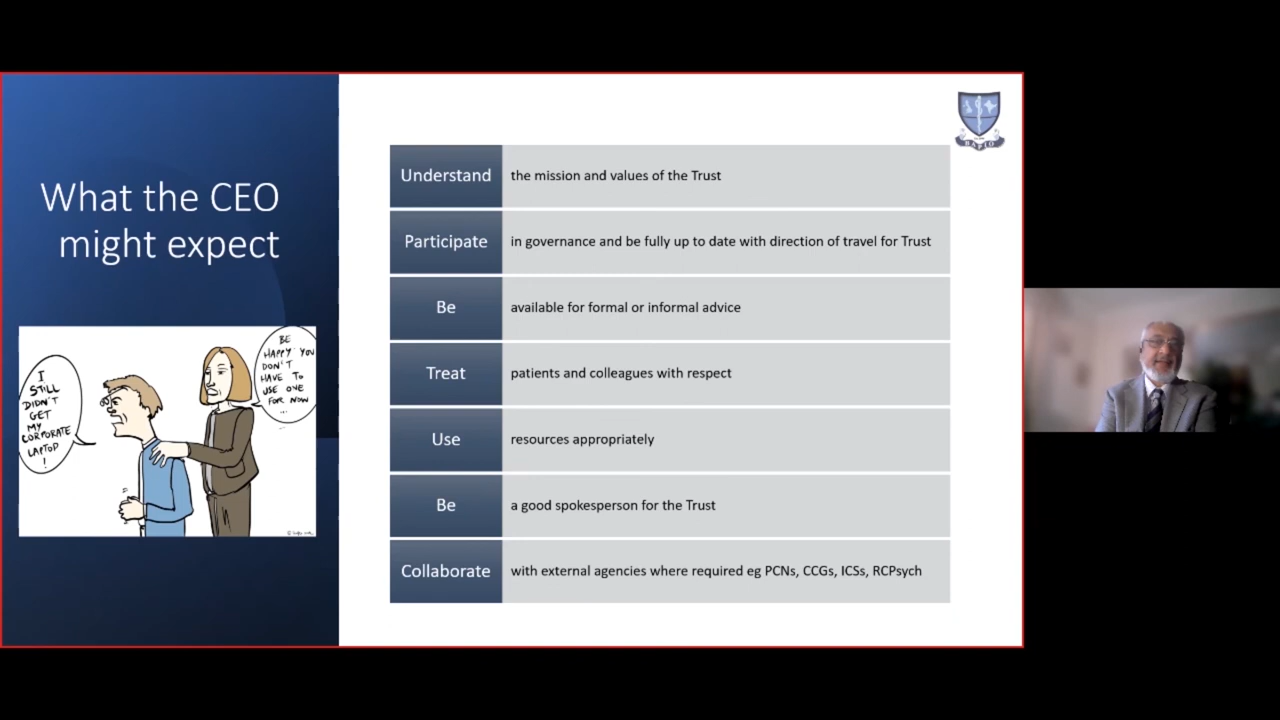 What the CEO
might expect
I
STILL
DIDN'T
GET
MY
CORPORATE
LAPTOP
!
BE
HAPPY YOU
DON'T
HAVE TO
USE ONE
FOR NOW
...
Understand the mission and values of the Trust
Participate in governance and be fully up to date with direction of travel for Trust
Be available for formal or informal advice
Treat patients and colleagues with respect
Use resources appropriately
Be a good spokesperson for the Trust
Collaborate with external agencies where required eg PCNs, CCGs, ICSs, RCPsych
BAPIO